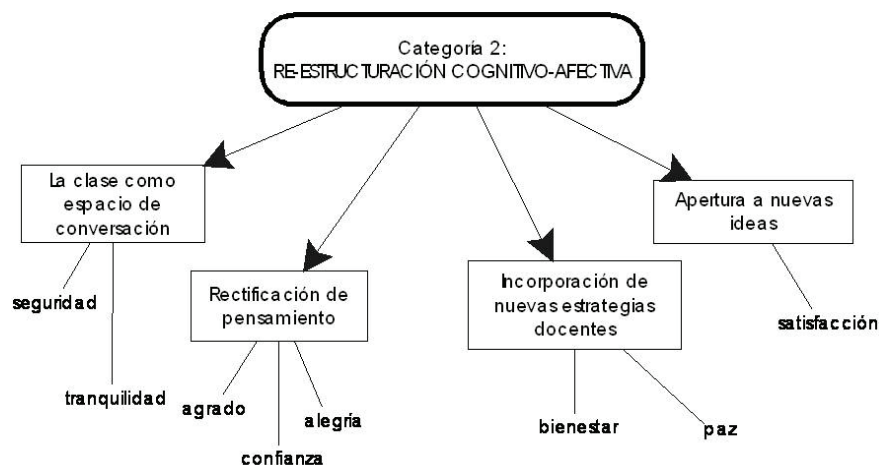 Categoría 2:
RE-ESTRUCTURACIÓN COGNITIVO-AFECTIVA
La clase como
espacio de
conversación
Apertura a nuevas
ideas
Rectificación de
pensamiento
Incorporación de
nuevas estrategias
docentes
seguridad
tranquilidad
agrado
confianza
alegría
bienestar
paz
satisfacción